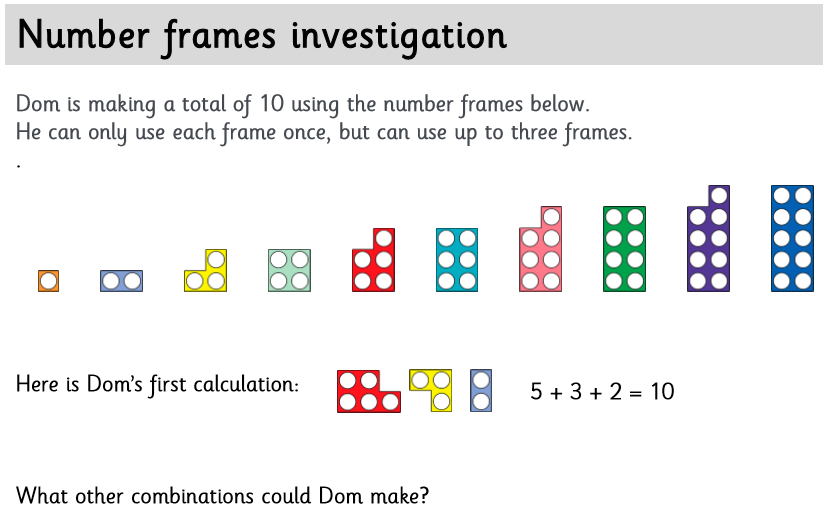 Number frames investigation
Dom is making a total of 10 using the number frames below.
He can only use each frame once, but can use up to three frames.
.
Here is Dom's first calculation:
5 + 3 + 2 = 10
What other combinations could Dom make?